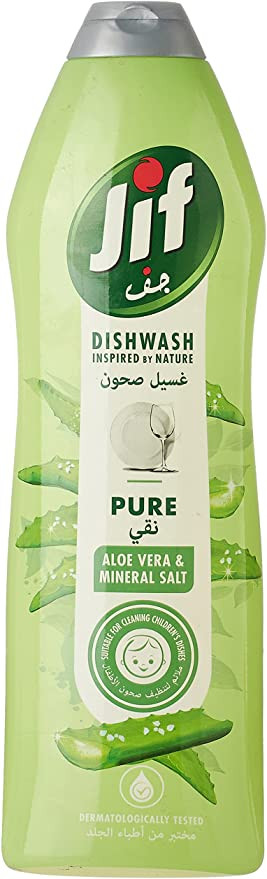 Jif
جف
DISHWASH
INSPIRED BY NATURE
غسيل صحون
PURE
نقي
ALOE VERA &
MINERAL SALT
SUITABLE FOR CLEANING CHILDREN'S DISHES
ملائم لتنظيف صحون الأطفال
DERMATOLOGICALLY TESTED
مختبر من أطباء الجلد